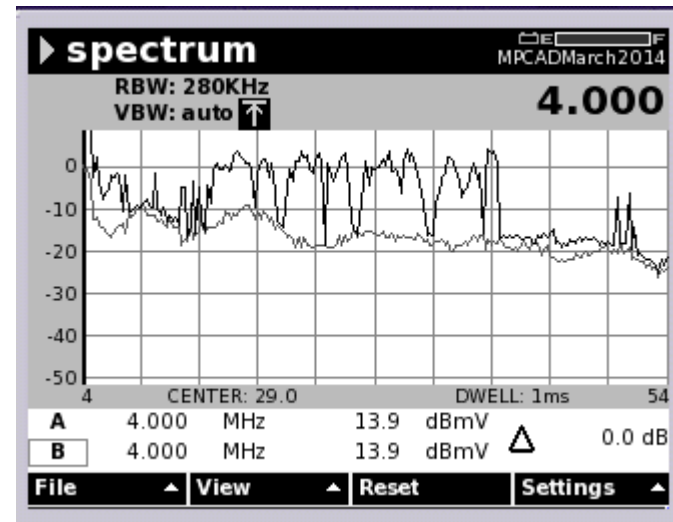 spectrum
E F
MPCADMarch2014
RBW: 280KHz
VBW: auto
4.000
0
-10
-20
-30
-40
-50
4 CENTER: 29.0 DWELL: 1ms 54
A 4.000 MHz 13.9 dBmV
B 4.000 MHz 13.9 dBmV
Δ 0.0 dB
File View Reset Settings